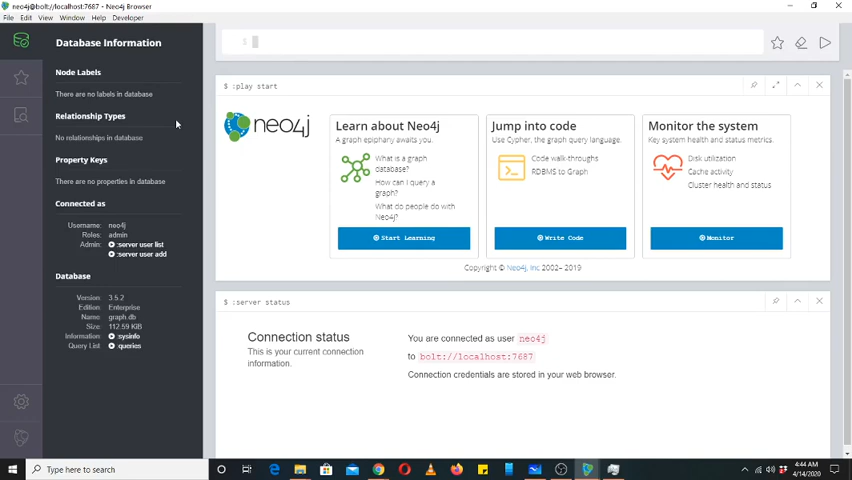 neo4j@bolt://localhost:7687 - Neo4j Browser
File Edit View Window Help Developer
Database Information
Node Labels
There are no labels in database
Relationship Types
No relationships in database
Property Keys
There are no properties in database
Connected as
Username: neo4j
Roles: admin
Admin: :server user list
:server user add
Database
Version: 3.5.2
Edition: Enterprise
Name: graph.db
Size: 112.59 KiB
Information: :sysinfo
Query List: :queries
$
$ :play start
neo4j
Learn about Neo4j
A graph epiphany awaits you.
What is a graph
database?
How can I query a
graph?
What do people do with
Neo4j?
Start Learning
Jump into code
Use Cypher, the graph query language.
Code walk-throughs
RDBMS to Graph
Write Code
Monitor the system
Key system health and status metrics.
Disk utilization
Cache activity
Cluster health and status
Monitor
Copyright © Neo4j, Inc 2002– 2019
$ :server status
Connection status
This is your current connection
information.
You are connected as user neo4j
to bolt://localhost:7687
Connection credentials are stored in your web browser.
Type here to search
4:44 AM
4/14/2020